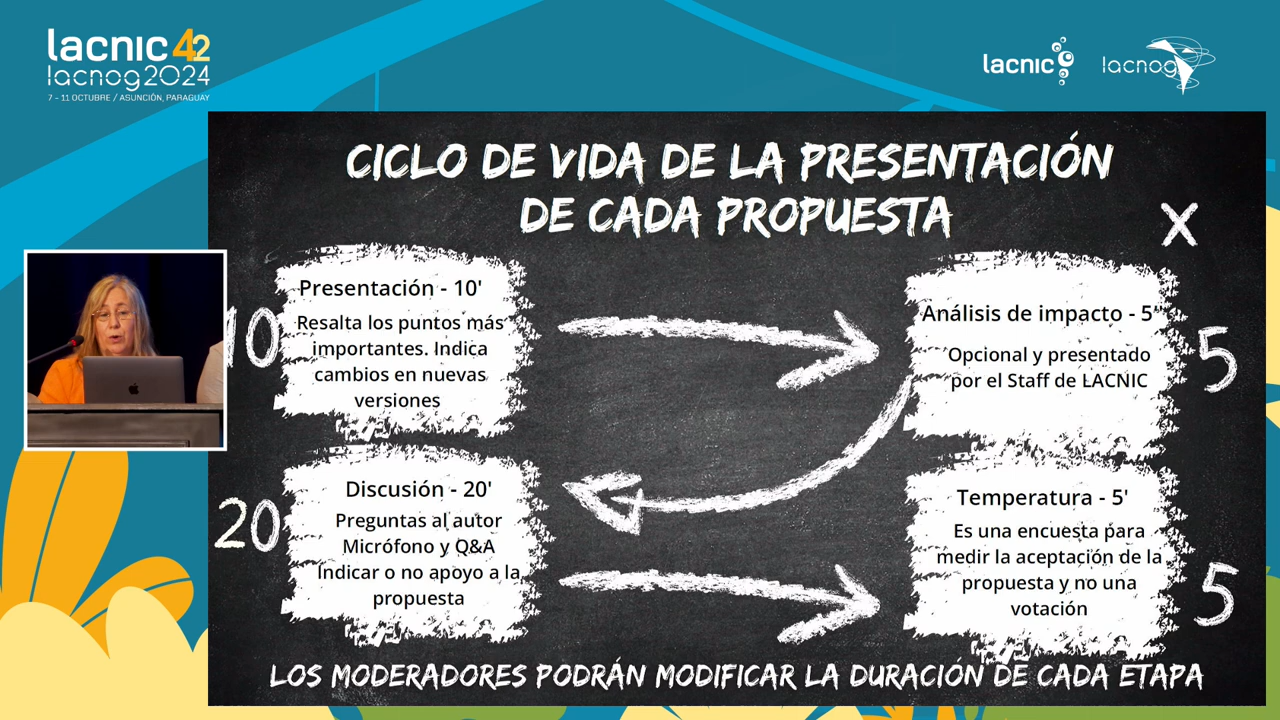 lacnic 42
lacnog2024
7 - 11 OCTUBRE / ASUNCIÓN, PARAGUAY
lacnic
lacnog
CICLO DE VIDA DE LA PRESENTACIÓN
DE CADA PROPUESTA
X
10
Presentación - 10'
Resalta los puntos más
importantes. Indica
cambios en nuevas
versiones
Análisis de impacto - 5'
Opcional y presentado
por el Staff de LACNIC
5
20
Discusión - 20'
Preguntas al autor
Micrófono y Q&A
Indicar o no apoyo a la
propuesta
Temperatura - 5'
Es una encuesta para
medir la aceptación de la
propuesta y no una
votación
5
LOS MODERADORES PODRÁN MODIFICAR LA DURACIÓN DE CADA ETAPA